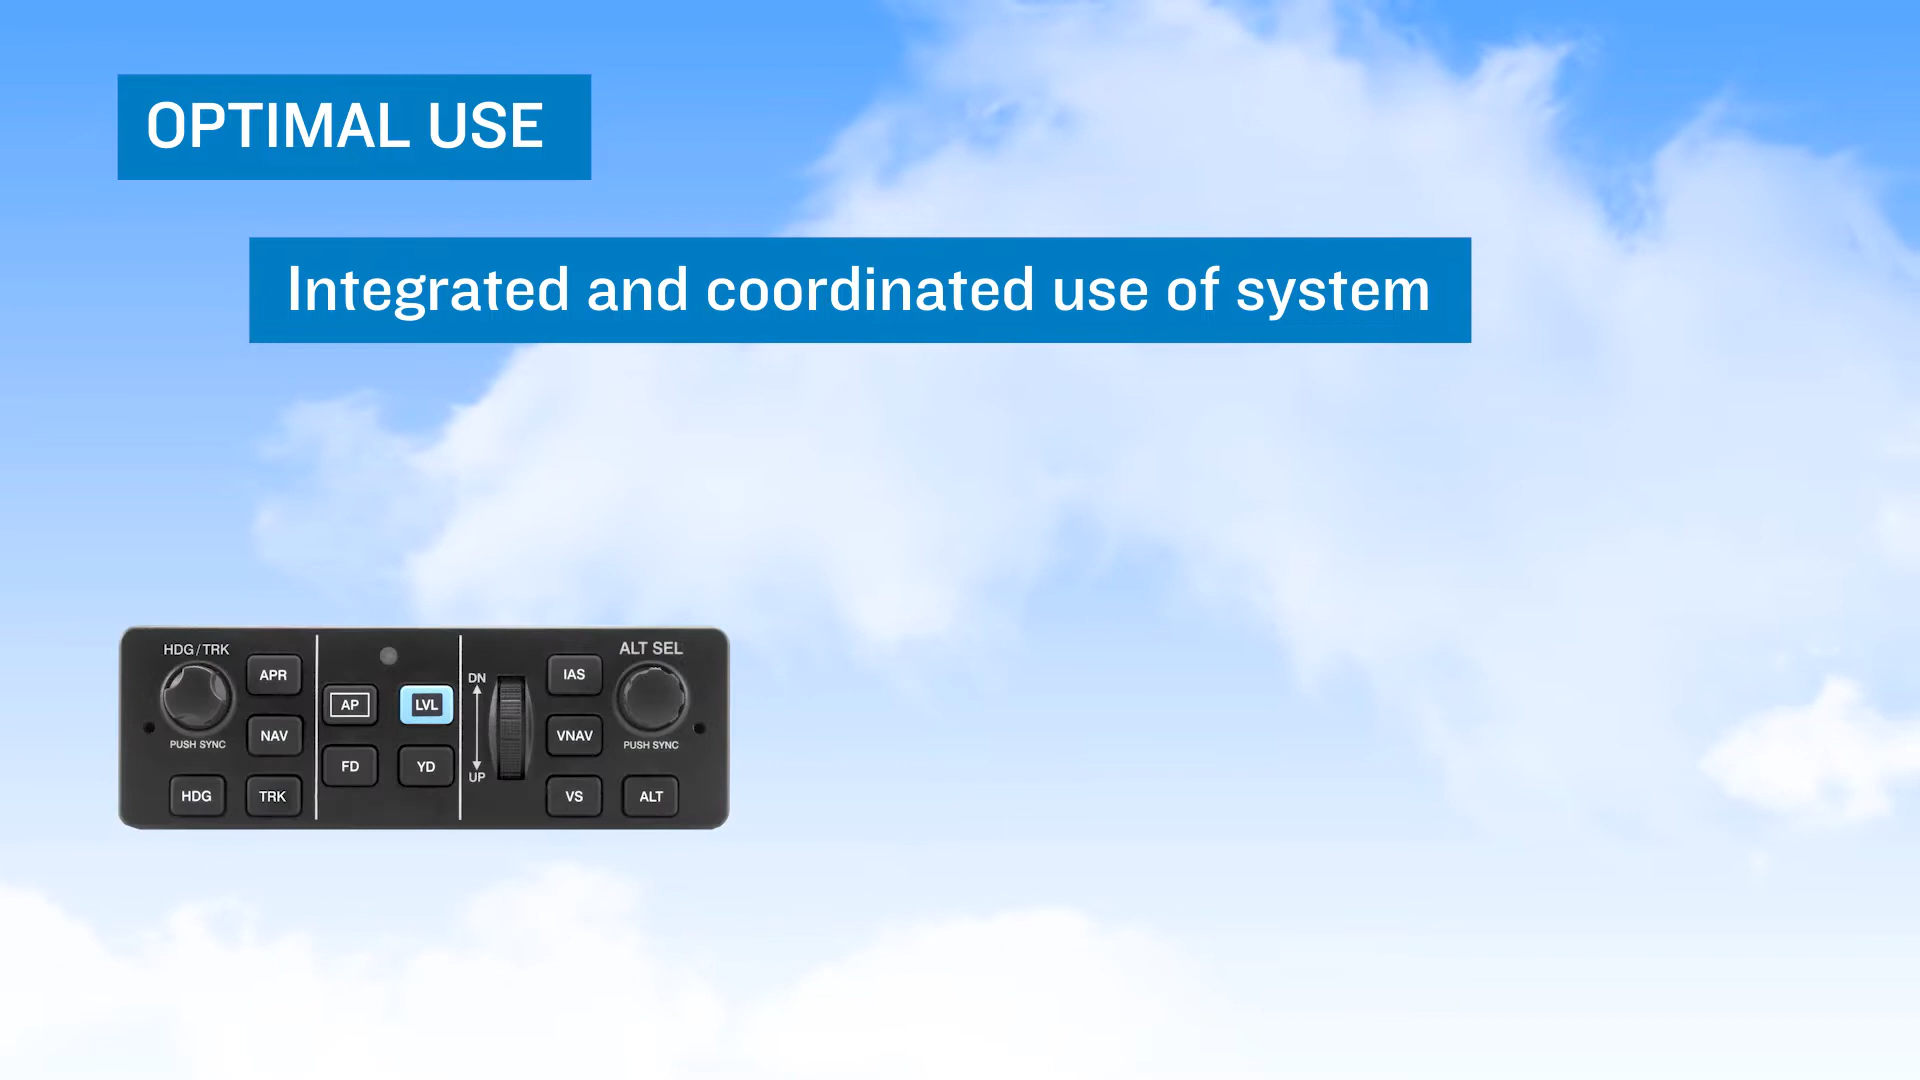 OPTIMAL USE
Integrated and coordinated use of system
HDG / TRK
ALT SEL
APR
IAS
DN
AP
LVL
NAV
VNAV
PUSH SYNC
PUSH SYNC
FD
YD
UP
HDG
TRK
VS
ALT